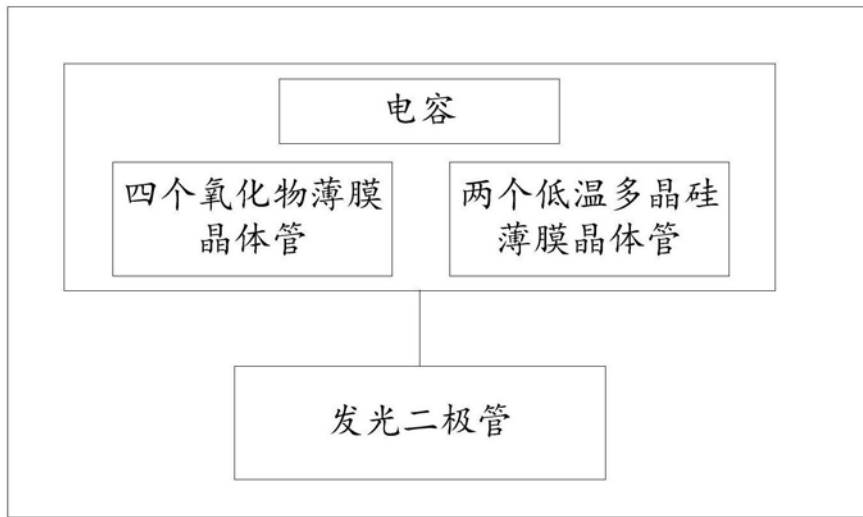 电容
四个氧化物薄膜
晶体管
两个低温多晶硅
薄膜晶体管
发光二极管